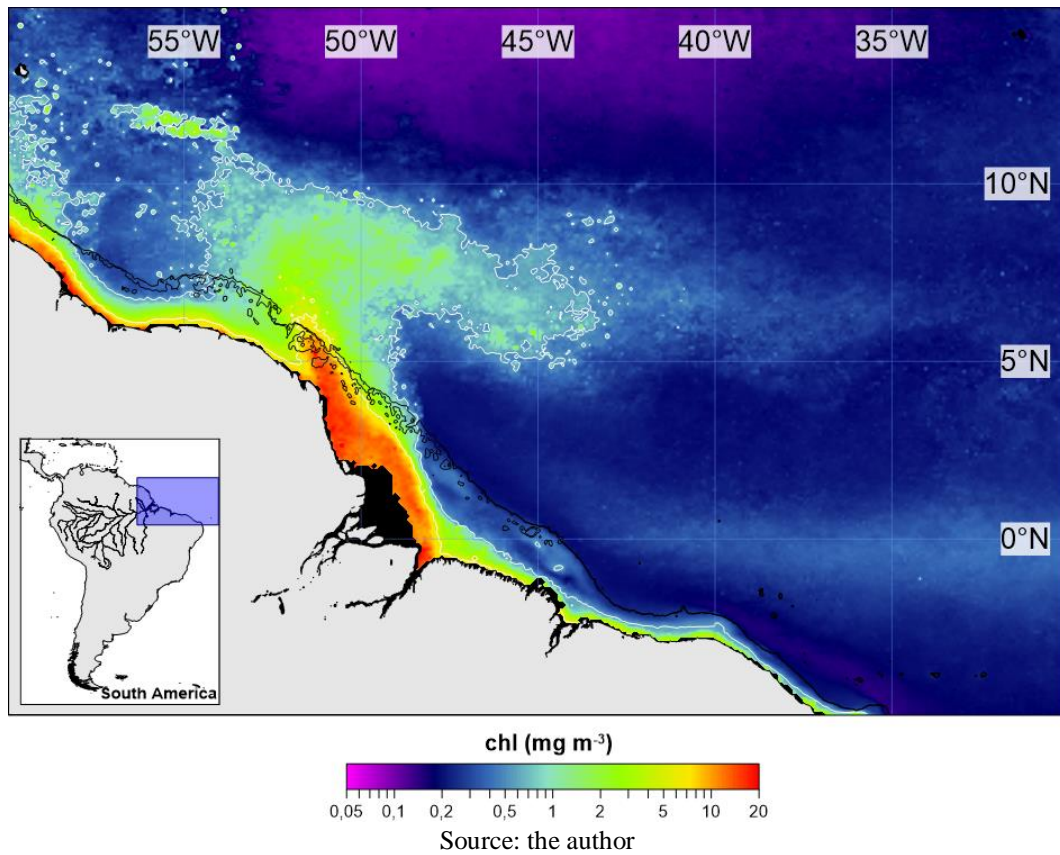 55°W 50°W 45°W 40°W 35°W
10°N
5°N
0°N
South America
chl (mg m⁻³)
0,05 0,1 0,2 0,5 1 2 5 10 20
Source: the author